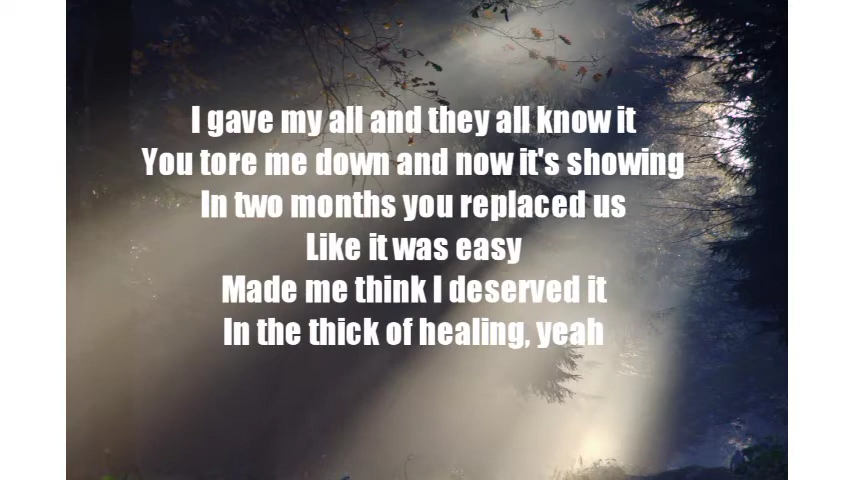 I gave my all and they all know it
You tore me down and now it's showing
In two months you replaced us
Like it was easy
Made me think I deserved it
In the thick of healing, yeah